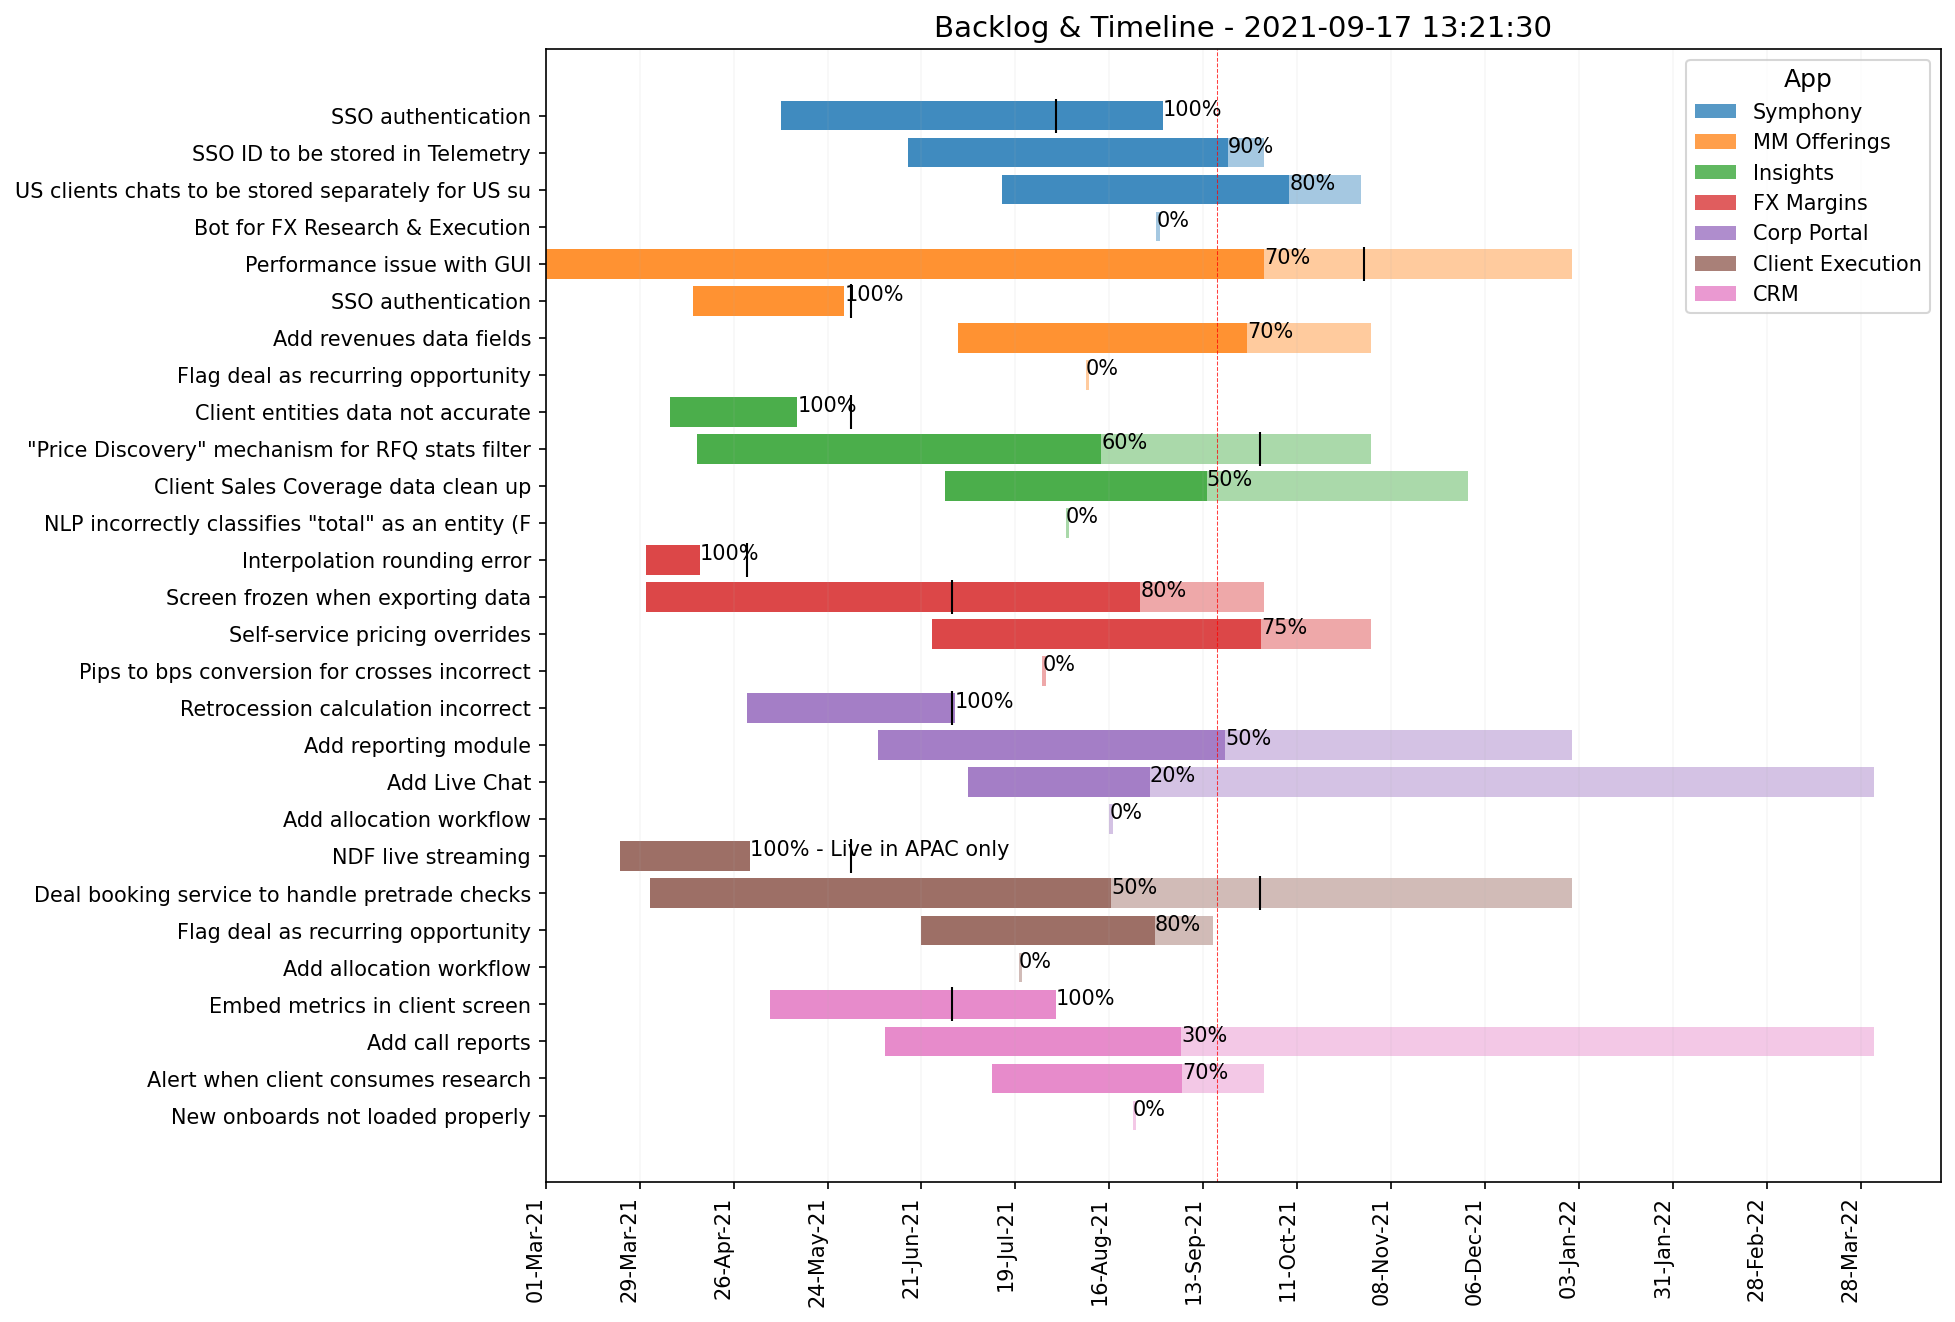 Backlog & Timeline - 2021-09-17 13:21:30
App
Symphony
MM Offerings
Insights
FX Margins
Corp Portal
Client Execution
CRM
SSO authentication 100%
SSO ID to be stored in Telemetry 90%
US clients chats to be stored separately for US su 80%
Bot for FX Research & Execution 0%
Performance issue with GUI 70%
SSO authentication 100%
Add revenues data fields 70%
Flag deal as recurring opportunity 0%
Client entities data not accurate 100%
"Price Discovery" mechanism for RFQ stats filter 60%
Client Sales Coverage data clean up 50%
NLP incorrectly classifies "total" as an entity (F 0%
Interpolation rounding error 100%
Screen frozen when exporting data 80%
Self-service pricing overrides 75%
Pips to bps conversion for crosses incorrect 0%
Retrocession calculation incorrect 100%
Add reporting module 50%
Add Live Chat 20%
Add allocation workflow 0%
NDF live streaming 100% - Live in APAC only
Deal booking service to handle pretrade checks 50%
Flag deal as recurring opportunity 80%
Add allocation workflow 0%
Embed metrics in client screen 100%
Add call reports 30%
Alert when client consumes research 70%
New onboards not loaded properly 0%
01-Mar-21
29-Mar-21
26-Apr-21
24-May-21
21-Jun-21
19-Jul-21
16-Aug-21
13-Sep-21
11-Oct-21
08-Nov-21
06-Dec-21
03-Jan-22
31-Jan-22
28-Feb-22
28-Mar-22